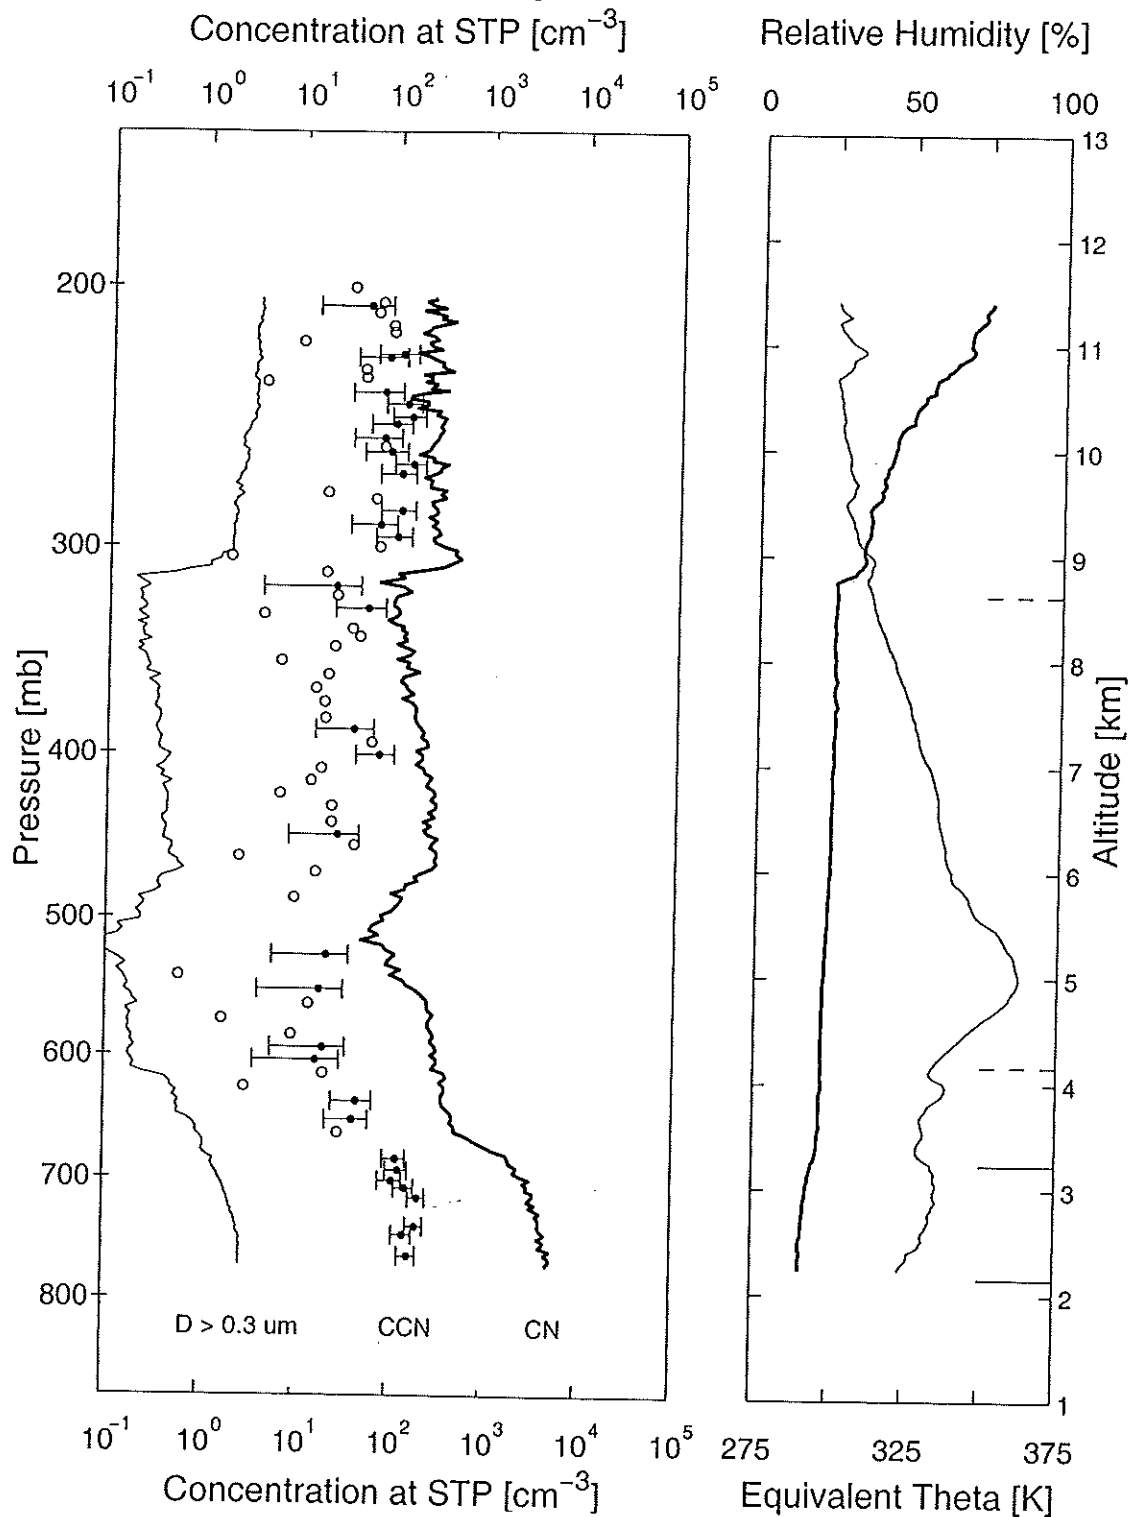 Concentration at STP [cm⁻³]
Relative Humidity [%]
10⁻¹ 10⁰ 10¹ 10² 10³ 10⁴ 10⁵
0 50 100
13
12
200
11
10
300
9
8
Pressure [mb]
400
7
Altitude [km]
6
500
5
600
4
700
3
800
2
D > 0.3 um CCN CN
1
10⁻¹ 10⁰ 10¹ 10² 10³ 10⁴ 10⁵
275 325 375
Concentration at STP [cm⁻³]
Equivalent Theta [K]